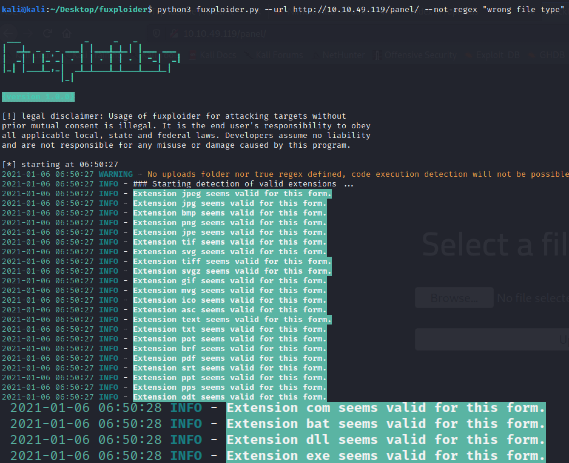 kali@kali:~/Desktop/fuxploider$ python3 fuxploider.py --url http://10.10.49.119/panel/ --not-regex "wrong file type"
[!] legal disclaimer: Usage of fuxploider for attacking targets without
prior mutual consent is illegal. It is the end user's responsibility to obey
all applicable local, state and federal laws. Developers assume no liability
and are not responsible for any misuse or damage caused by this program.
[*] starting at 06:50:27
2021-01-06 06:50:27 WARNING - No uploads folder nor true regex defined, code execution detection will not be possible
2021-01-06 06:50:27 INFO - ### Starting detection of valid extensions ...
2021-01-06 06:50:27 INFO - Extension jpeg seems valid for this form.
2021-01-06 06:50:27 INFO - Extension jpg seems valid for this form.
2021-01-06 06:50:27 INFO - Extension bmp seems valid for this form.
2021-01-06 06:50:27 INFO - Extension png seems valid for this form.
2021-01-06 06:50:27 INFO - Extension jpe seems valid for this form.
2021-01-06 06:50:27 INFO - Extension tif seems valid for this form.
2021-01-06 06:50:27 INFO - Extension svg seems valid for this form.
2021-01-06 06:50:27 INFO - Extension tiff seems valid for this form.
2021-01-06 06:50:27 INFO - Extension svgz seems valid for this form.
2021-01-06 06:50:27 INFO - Extension gif seems valid for this form.
2021-01-06 06:50:27 INFO - Extension mvg seems valid for this form.
2021-01-06 06:50:27 INFO - Extension ico seems valid for this form.
2021-01-06 06:50:27 INFO - Extension asc seems valid for this form.
2021-01-06 06:50:27 INFO - Extension text seems valid for this form.
2021-01-06 06:50:27 INFO - Extension txt seems valid for this form.
2021-01-06 06:50:27 INFO - Extension pot seems valid for this form.
2021-01-06 06:50:27 INFO - Extension brf seems valid for this form.
2021-01-06 06:50:27 INFO - Extension pdf seems valid for this form.
2021-01-06 06:50:27 INFO - Extension srt seems valid for this form.
2021-01-06 06:50:27 INFO - Extension ppt seems valid for this form.
2021-01-06 06:50:27 INFO - Extension pps seems valid for this form.
2021-01-06 06:50:27 INFO - Extension odt seems valid for this form.
2021-01-06 06:50:28 INFO - Extension com seems valid for this form.
2021-01-06 06:50:28 INFO - Extension bat seems valid for this form.
2021-01-06 06:50:28 INFO - Extension dll seems valid for this form.
2021-01-06 06:50:28 INFO - Extension exe seems valid for this form.
Select a fil
Browse...
No file selec